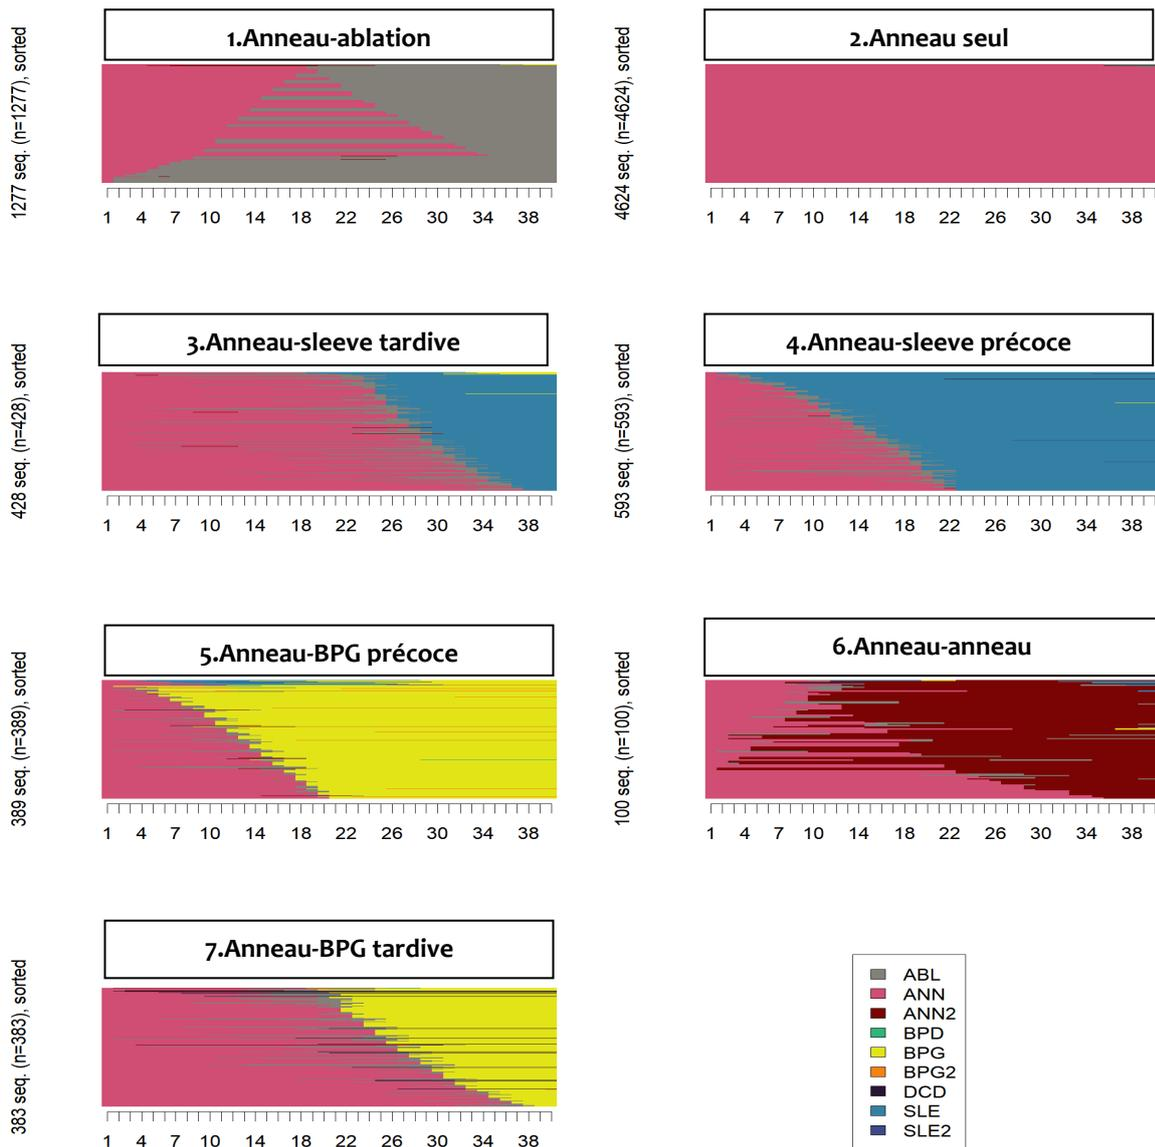 1.Anneau-ablation
1277 seq. (n=1277), sorted
1 4 7 10 14 18 22 26 30 34 38
2.Anneau seul
4624 seq. (n=4624), sorted
1 4 7 10 14 18 22 26 30 34 38
3.Anneau-sleeve tardive
428 seq. (n=428), sorted
1 4 7 10 14 18 22 26 30 34 38
4.Anneau-sleeve précoce
593 seq. (n=593), sorted
1 4 7 10 14 18 22 26 30 34 38
5.Anneau-BPG précoce
389 seq. (n=389), sorted
1 4 7 10 14 18 22 26 30 34 38
6.Anneau-anneau
100 seq. (n=100), sorted
1 4 7 10 14 18 22 26 30 34 38
7.Anneau-BPG tardive
383 seq. (n=383), sorted
1 4 7 10 14 18 22 26 30 34 38
ABL
ANN
ANN2
BPD
BPG
BPG2
DCD
SLE
SLE2